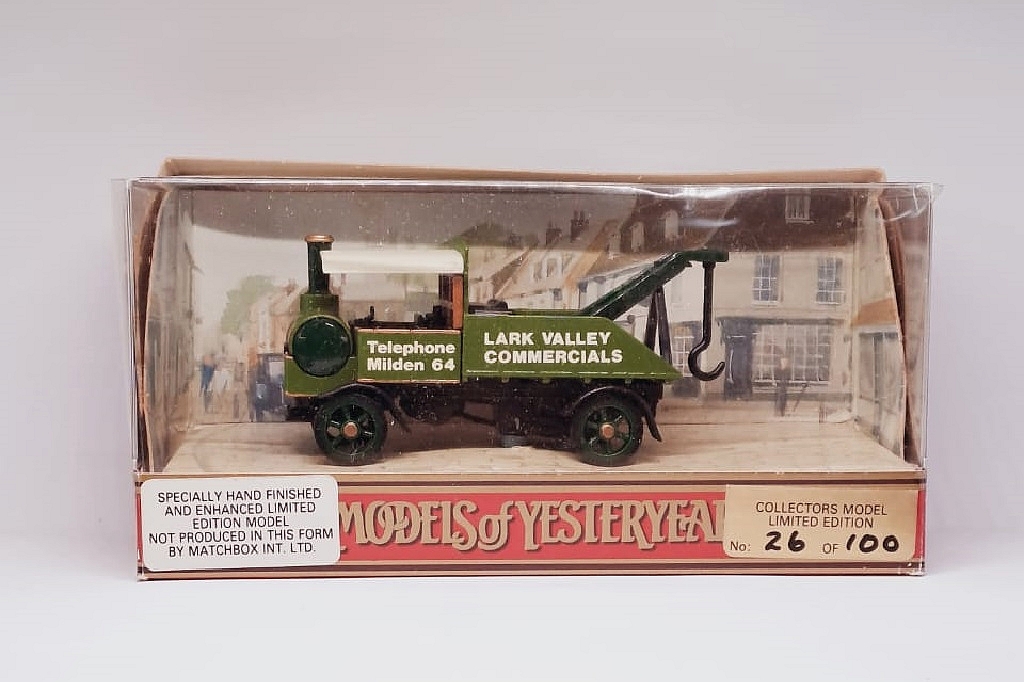 Telephone
Milden 64
LARK VALLEY
COMMERCIALS
SPECIALLY HAND FINISHED
AND ENHANCED LIMITED
EDITION MODEL
NOT PRODUCED IN THIS FORM
BY MATCHBOX INT. LTD.
MODELS of YESTERYEA
COLLECTORS MODEL
LIMITED EDITION
No: 26 OF 100